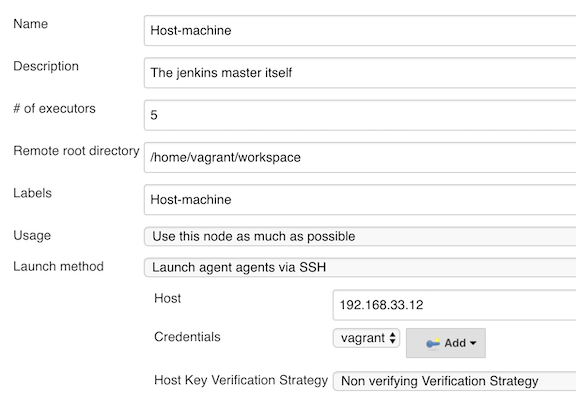 Name Host-machine
Description The jenkins master itself
# of executors 5
Remote root directory /home/vagrant/workspace
Labels Host-machine
Usage Use this node as much as possible
Launch method Launch agent agents via SSH
Host 192.168.33.12
Credentials vagrant Add
Host Key Verification Strategy Non verifying Verification Strategy